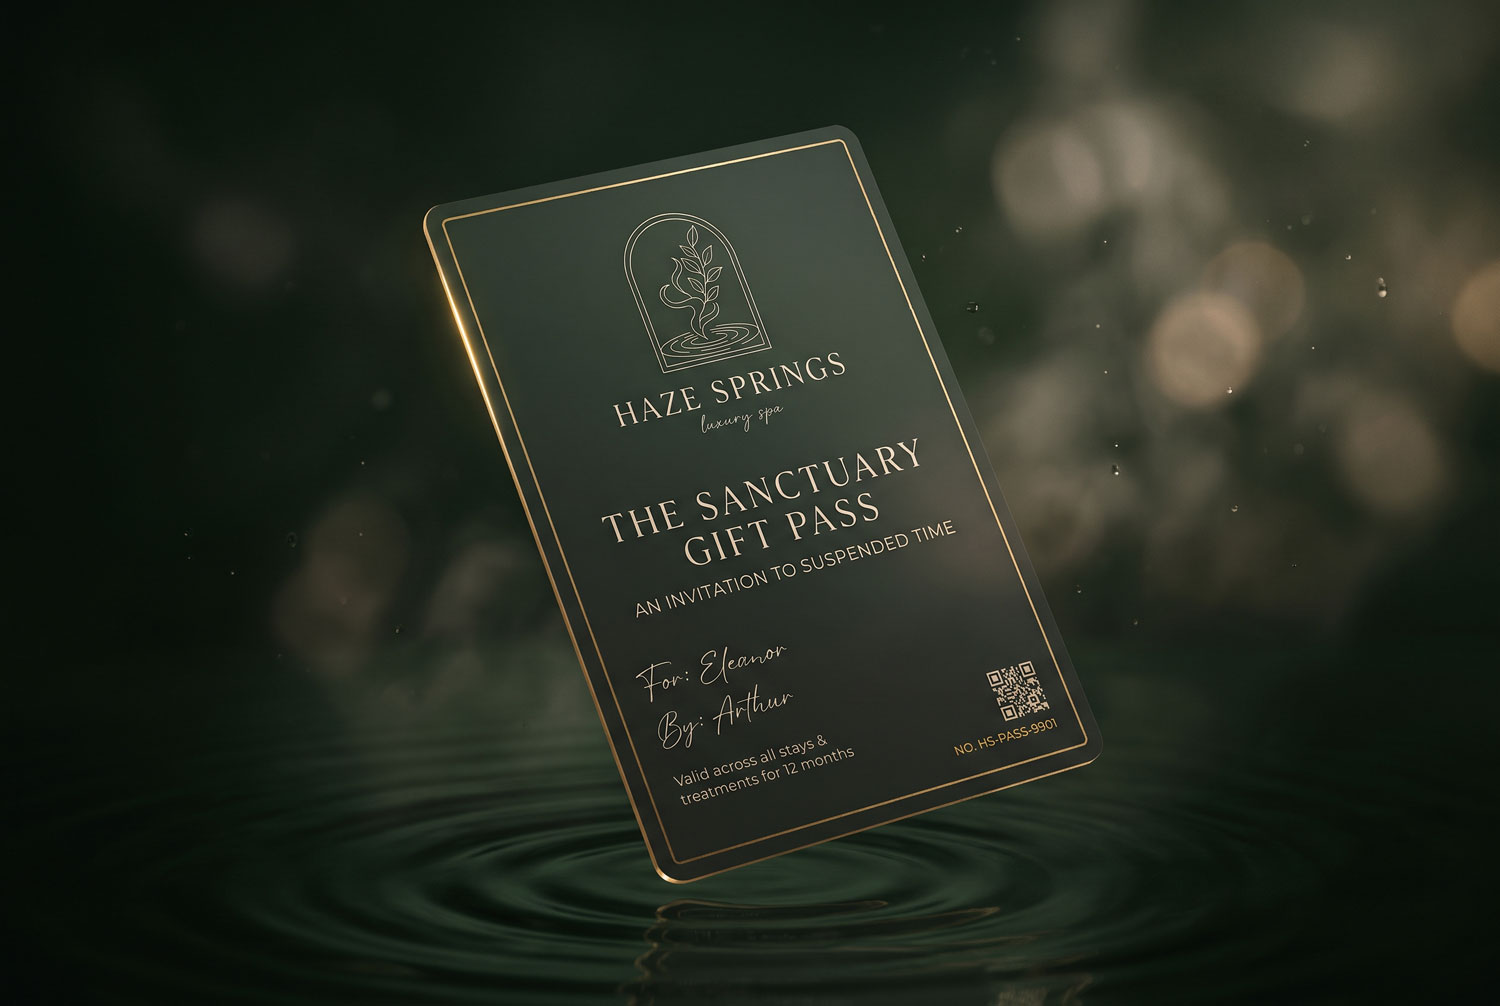 HAZE SPRINGS
luxury spa
THE SANCTUARY
GIFT PASS
AN INVITATION TO SUSPENDED TIME
For: Eleanor
By: Arthur
Valid across all stays &
treatments for 12 months
NO. HS-PASS-9901